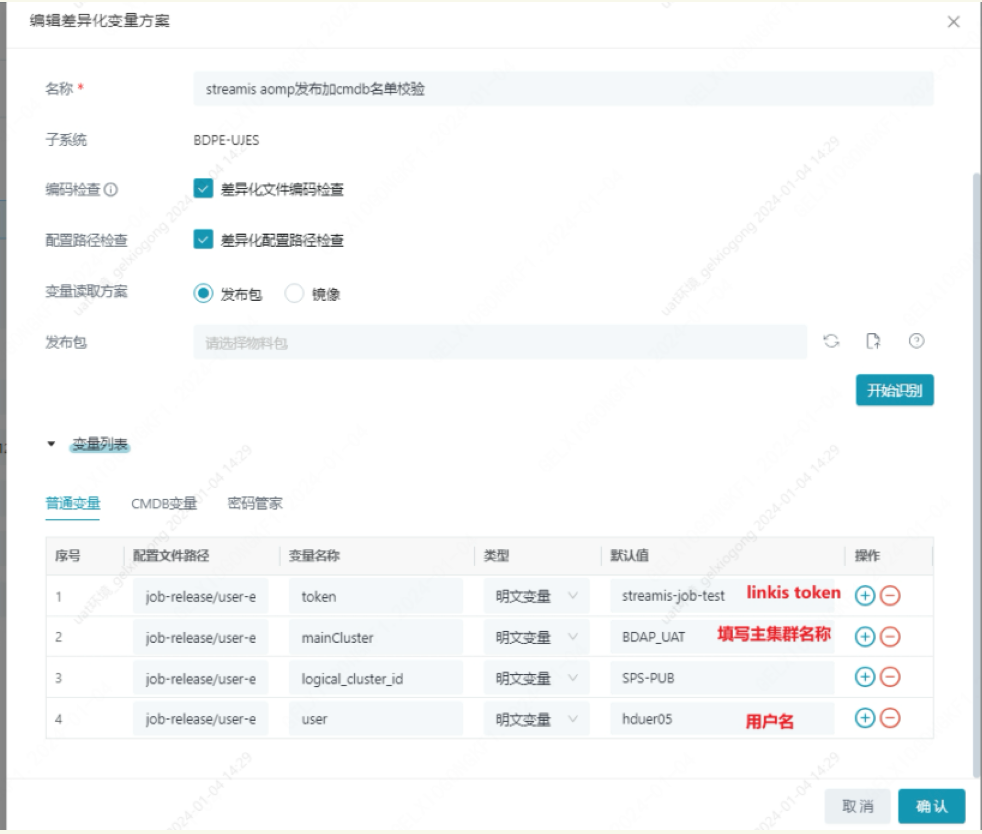 编辑差异化变量方案
名称 *
streamis aomp发布加cmdb名单校验
子系统
BDPE-UJES
编码检查
差异化文件编码检查
配置路径检查
差异化配置路径检查
变量读取方案
发布包
镜像
发布包
请选择物料包
开始识别
变量列表
普通变量 CMDB变量 密码管家
序号 配置文件路径 变量名称 类型 默认值 操作
1 job-release/user-e token 明文变量 streamis-job-test linkis token
2 job-release/user-e mainCluster 明文变量 BDAP_UAT 填写主集群名称
3 job-release/user-e logical_cluster_id 明文变量 SPS-PUB
4 job-release/user-e user 明文变量 hduer05 用户名
取消 确认